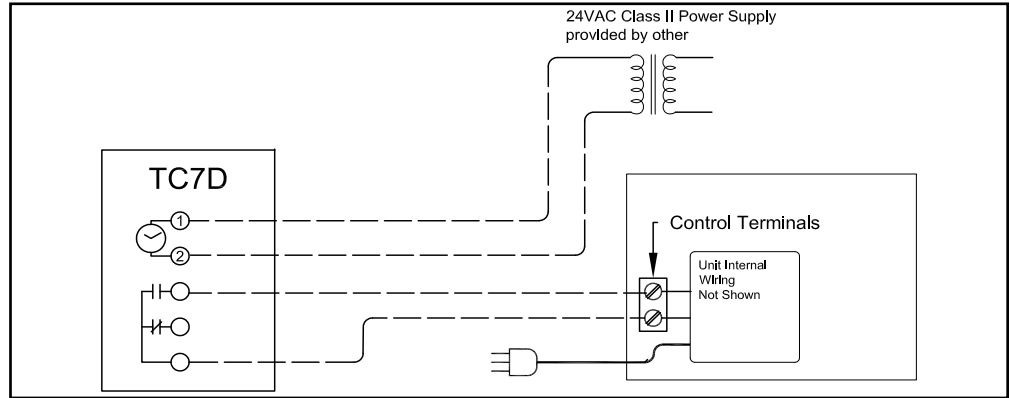 24VAC Class II Power Supply
provided by other
TC7D
1
2
Control Terminals
Unit Internal
Wiring
Not Shown